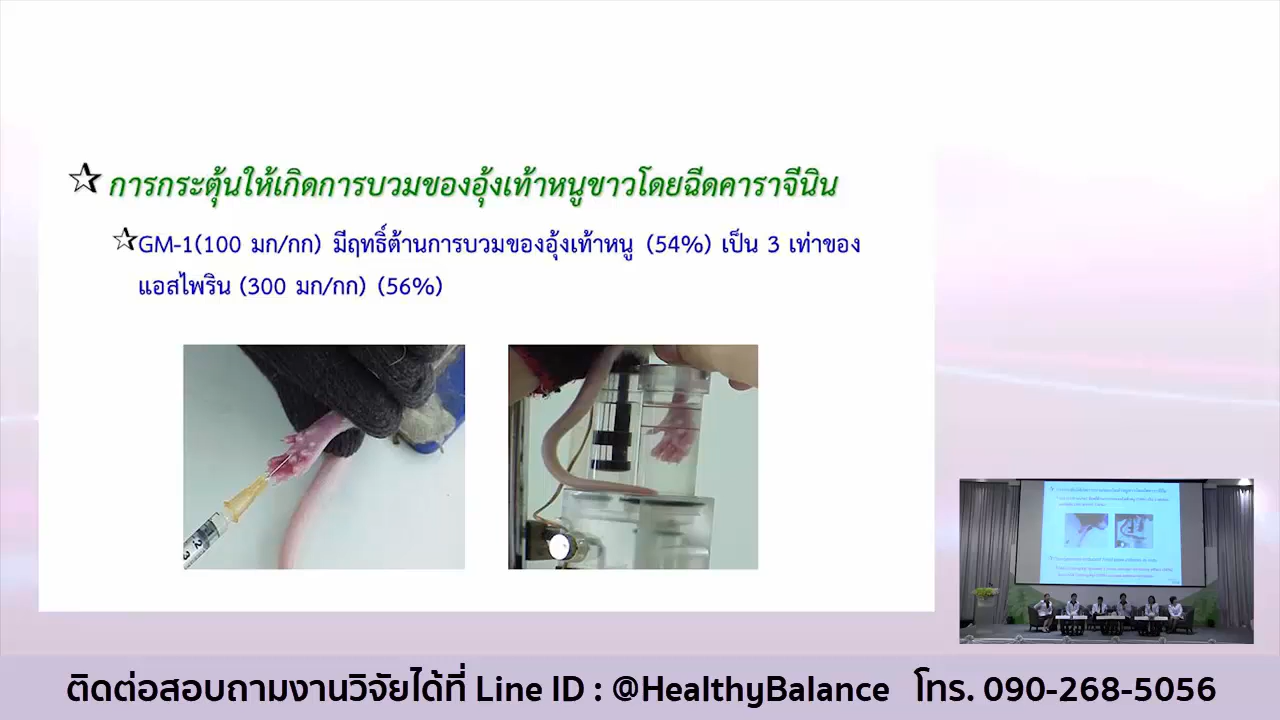 การกระตุ้นให้เกิดการบวมของอุ้งเท้าหนูขาวโดยฉีดคาราจีนิน
GM-1(100 มก/กก) มีฤทธิ์ต้านการบวมของอุ้งเท้าหนู (54%) เป็น 3 เท่าของ
แอสไพริน (300 มก/กก) (56%)
ติดต่อสอบถามงานวิจัยได้ที่ Line ID : @HealthyBalance โทร. 090-268-5056